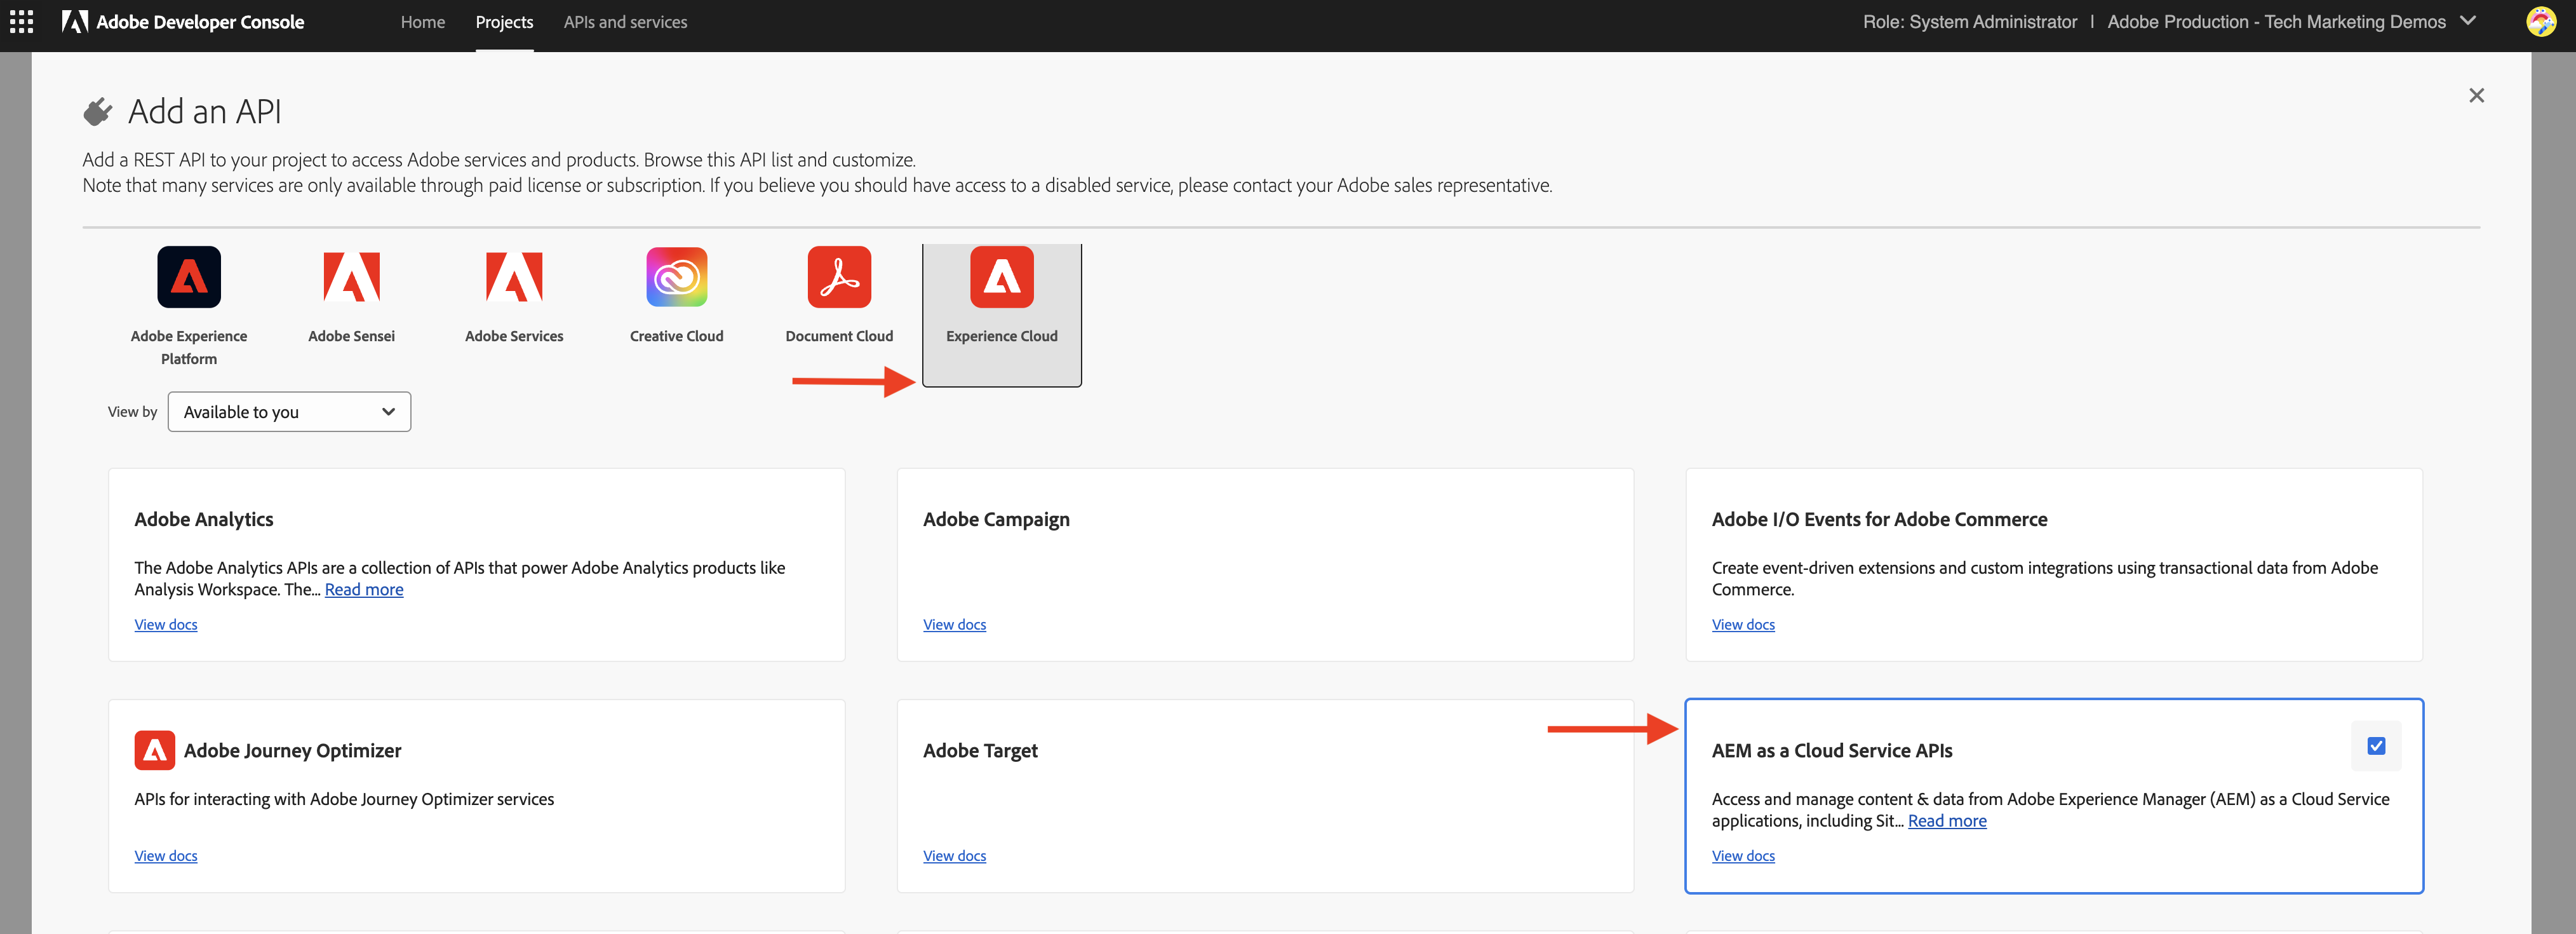 Adobe Developer Console
Home
Projects
APIs and services
Role: System Administrator | Adobe Production - Tech Marketing Demos
Add an API
Add a REST API to your project to access Adobe services and products. Browse this API list and customize.
Note that many services are only available through paid license or subscription. If you believe you should have access to a disabled service, please contact your Adobe sales representative.
Adobe Experience
Platform
Adobe Sensei
Adobe Services
Creative Cloud
Document Cloud
Experience Cloud
View by
Available to you
Adobe Analytics
The Adobe Analytics APIs are a collection of APIs that power Adobe Analytics products like
Analysis Workspace. The... Read more
View docs
Adobe Campaign
View docs
Adobe I/O Events for Adobe Commerce
Create event-driven extensions and custom integrations using transactional data from Adobe
Commerce.
View docs
Adobe Journey Optimizer
APIs for interacting with Adobe Journey Optimizer services
View docs
Adobe Target
View docs
AEM as a Cloud Service APIs
Access and manage content & data from Adobe Experience Manager (AEM) as a Cloud Service
applications, including Sit... Read more
View docs